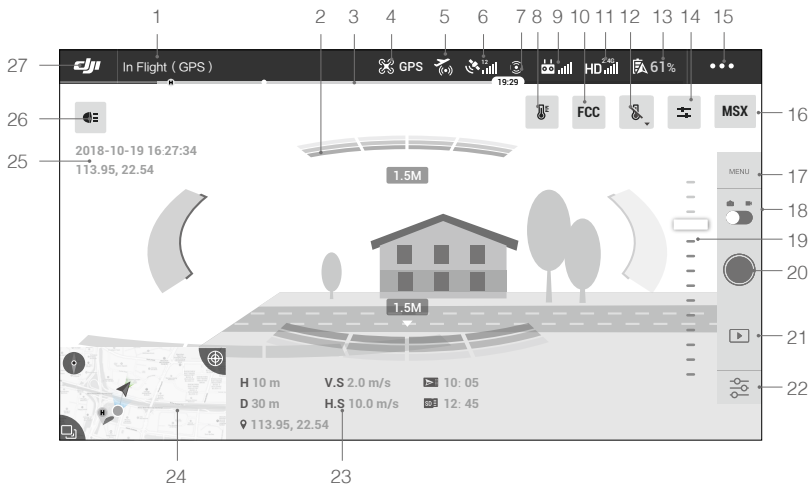 1 2 3 4 5 6 7 8 9 10 11 12 13 14 15
27 dji In Flight ( GPS ) GPS 12 HD 2.4G 61%
H 19:29
26 FCC MSX 16
25 2018-10-19 16:27:34
113.95, 22.54
1.5M
MENU 17
18
19
20
1.5M
21
H 10 m V.S 2.0 m/s 10: 05
D 30 m H.S 10.0 m/s SD 12: 45
113.95, 22.54
H
22
24 23